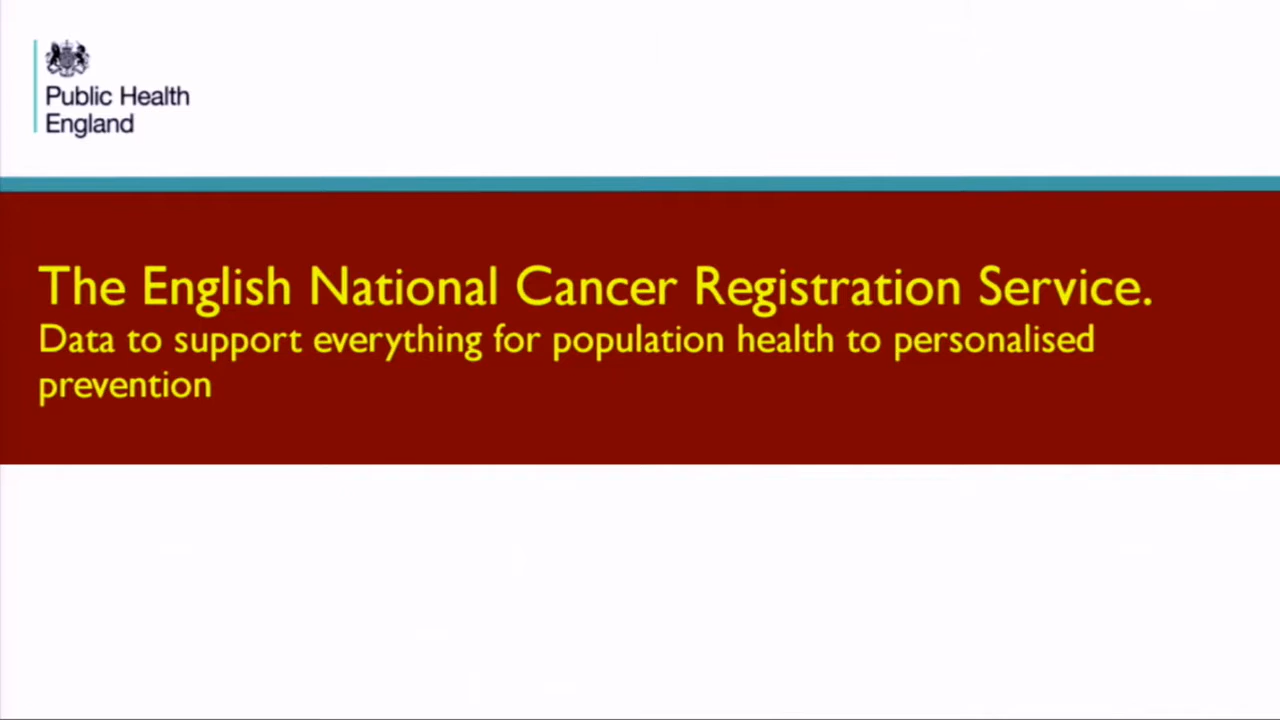 Public Health
England
The English National Cancer Registration Service.
Data to support everything for population health to personalised
prevention